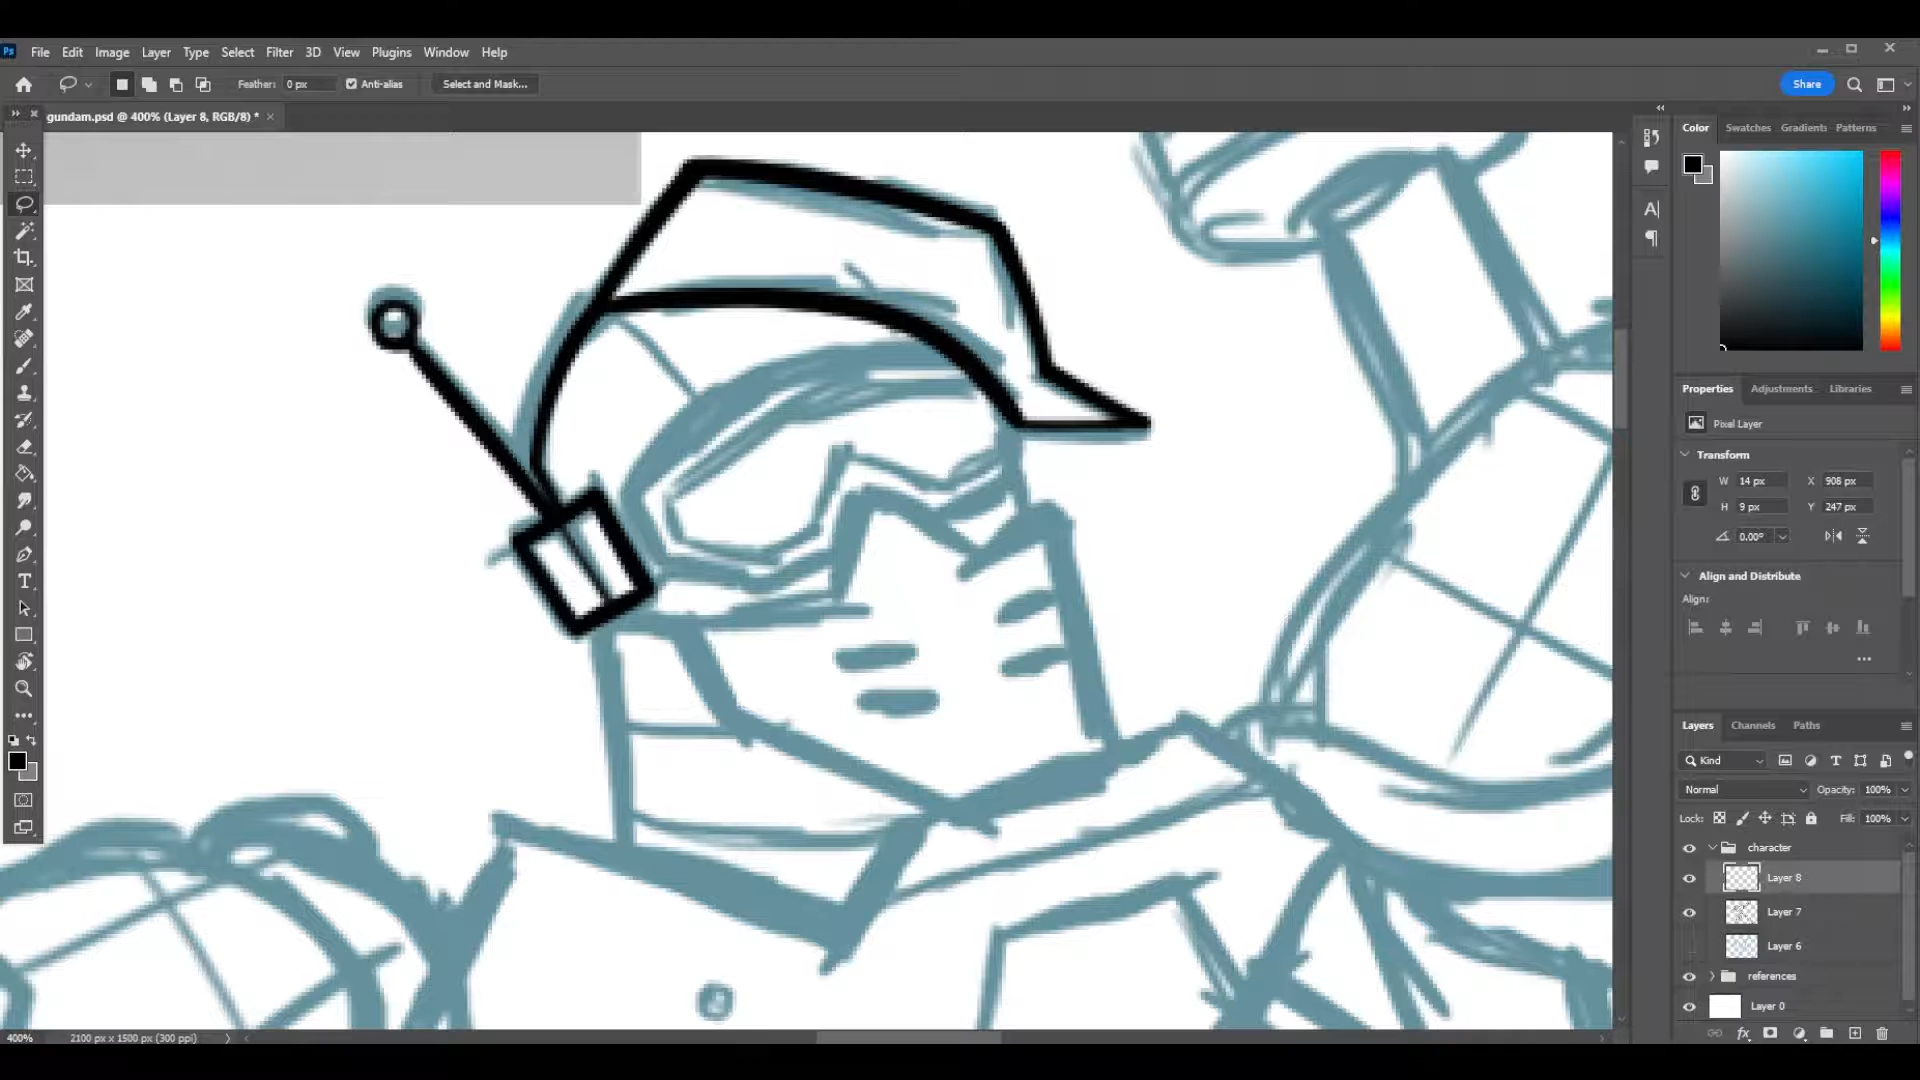 Ps File Edit Image Layer Type Select Filter 3D View Plugins Window Help
Feather: 0 px Anti-alias Select and Mask... Share
gundam.psd @ 400% (Layer 8, RGB/8) *
Color Swatches Gradients Patterns
Properties Adjustments Libraries
Pixel Layer
Transform
W 14 px X 908 px
H 9 px Y 247 px
0.00°
Align and Distribute
Align:
Layers Channels Paths
Kind
Normal Opacity: 100%
Lock: Fill: 100%
character
Layer 8
Layer 7
Layer 6
references
Layer 0
400% 2100 px x 1500 px (300 ppi)